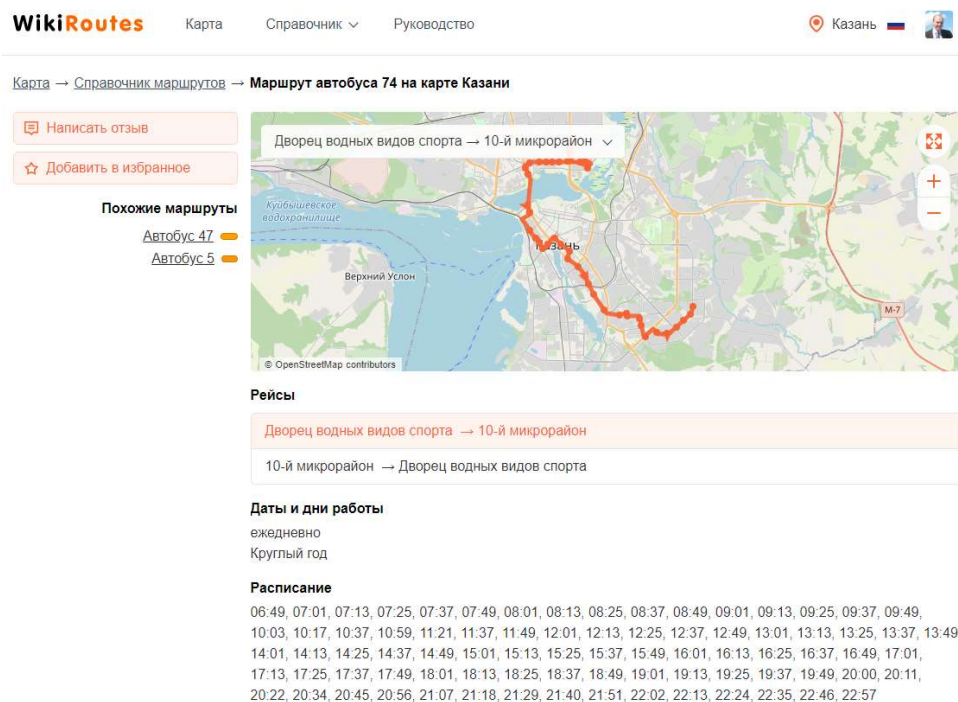 WikiRoutes Карта Справочник Руководство Казань
Карта → Справочник маршрутов → Маршрут автобуса 74 на карте Казани
Написать отзыв
Добавить в избранное
Похожие маршруты
Автобус 47
Автобус 5
Дворец водных видов спорта → 10-й микрорайон
Куйбышевское
водохранилище
Казань
Верхний Услон
М-7
© OpenStreetMap contributors
Рейсы
Дворец водных видов спорта → 10-й микрорайон
10-й микрорайон → Дворец водных видов спорта
Даты и дни работы
ежедневно
Круглый год
Расписание
06:49, 07:01, 07:13, 07:25, 07:37, 07:49, 08:01, 08:13, 08:25, 08:37, 08:49, 09:01, 09:13, 09:25, 09:37, 09:49,
10:03, 10:17, 10:37, 10:59, 11:21, 11:37, 11:49, 12:01, 12:13, 12:25, 12:37, 12:49, 13:01, 13:13, 13:25, 13:37, 13:49
14:01, 14:13, 14:25, 14:37, 14:49, 15:01, 15:13, 15:25, 15:37, 15:49, 16:01, 16:13, 16:25, 16:37, 16:49, 17:01,
17:13, 17:25, 17:37, 17:49, 18:01, 18:13, 18:25, 18:37, 18:49, 19:01, 19:13, 19:25, 19:37, 19:49, 20:00, 20:11,
20:22, 20:34, 20:45, 20:56, 21:07, 21:18, 21:29, 21:40, 21:51, 22:02, 22:13, 22:24, 22:35, 22:46, 22:57